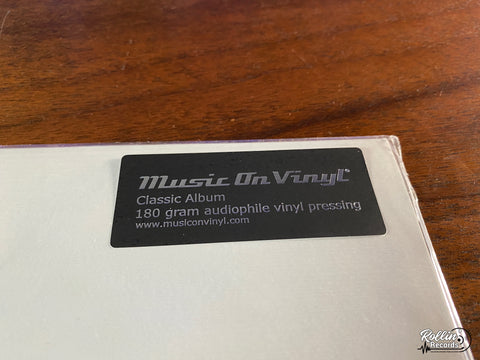 Music On Vinyl®
Classic Album
180 gram audiophile vinyl pressing
www.musiconvinyl.com
Rollin
Records